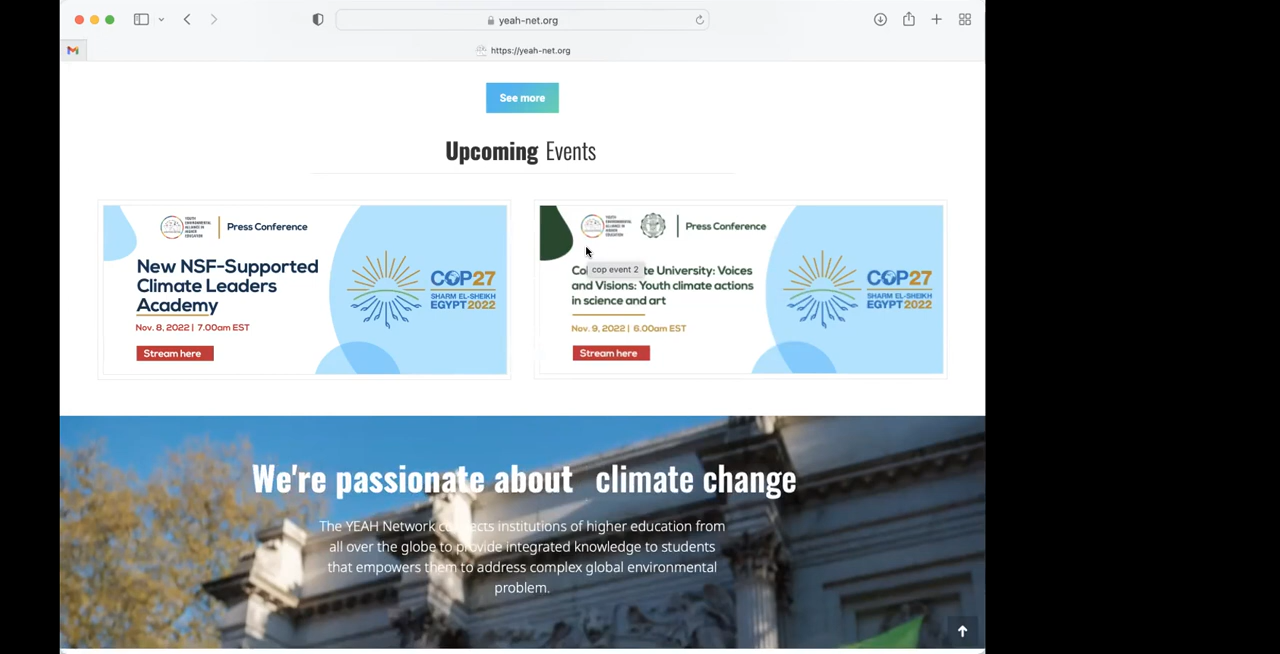 yeah-net.org
https://yeah-net.org
See more
Upcoming Events
Press Conference
New NSF-Supported
Climate Leaders
Academy
Nov. 8, 2022 | 7.00am EST
Stream here
COP27
SHARM EL-SHEIKH
EGYPT 2022
Press Conference
cop event 2
University: Voices
and Visions: Youth climate actions
in science and art
Nov. 9, 2022 | 6.00am EST
Stream here
COP27
SHARM EL-SHEIKH
EGYPT 2022
We're passionate about climate change
The YEAH Network connects institutions of higher education from
all over the globe to provide integrated knowledge to students
that empowers them to address complex global environmental
problem.